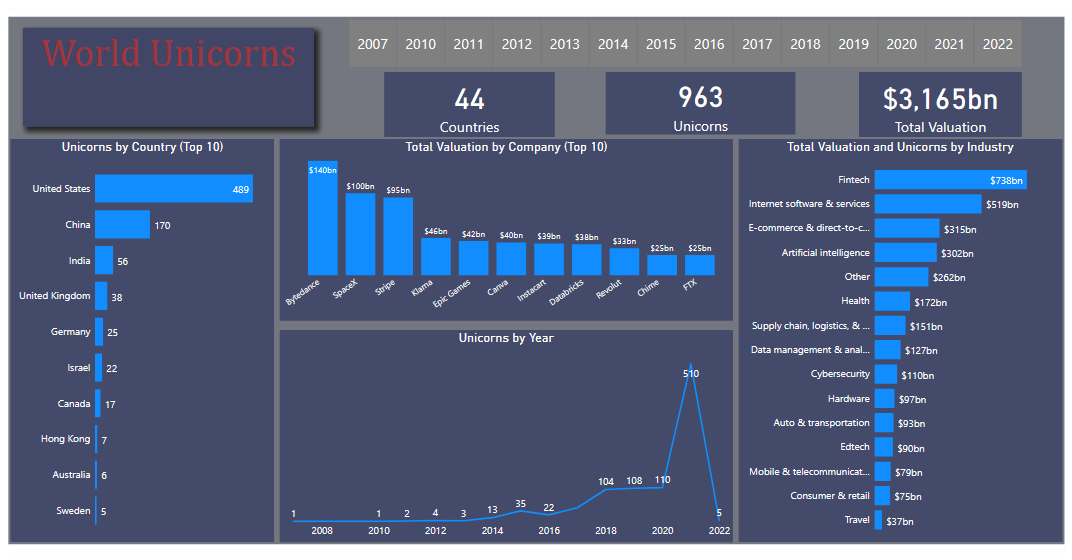 World Unicorns
2007 2010 2011 2012 2013 2014 2015 2016 2017 2018 2019 2020 2021 2022
44
Countries
963
Unicorns
$3,165bn
Total Valuation
Unicorns by Country (Top 10)
United States 489
China 170
India 56
United Kingdom 38
Germany 25
Israel 22
Canada 17
Hong Kong 7
Australia 6
Sweden 5
Total Valuation by Company (Top 10)
$140bn $100bn $95bn $46bn $42bn $40bn $39bn $38bn $33bn $25bn $25bn
Bytedance SpaceX Stripe Klarna Epic Games Canva Instacart Databricks Revolut Chime FTX
Unicorns by Year
1 1 2 4 3 13 35 22 104 108 110 510 5
2008 2010 2012 2014 2016 2018 2020 2022
Total Valuation and Unicorns by Industry
Fintech $738bn
Internet software & services $519bn
E-commerce & direct-to-c... $315bn
Artificial intelligence $302bn
Other $262bn
Health $172bn
Supply chain, logistics, & ... $151bn
Data management & anal... $127bn
Cybersecurity $110bn
Hardware $97bn
Auto & transportation $93bn
Edtech $90bn
Mobile & telecommunicat... $79bn
Consumer & retail $75bn
Travel $37bn